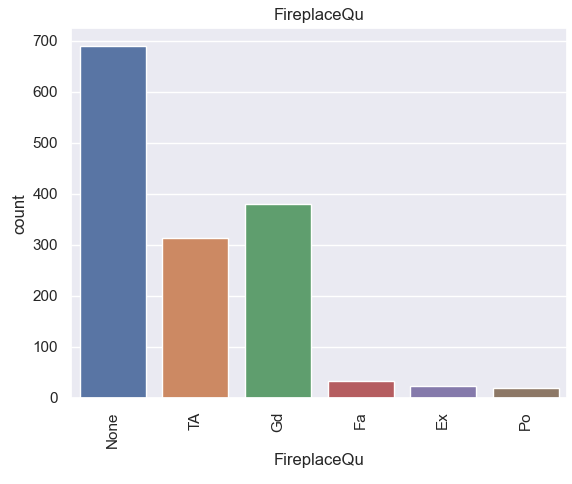 FireplaceQu
700
600
500
400
300
200
100
0
count
None
TA
Gd
Fa
Ex
Po
FireplaceQu